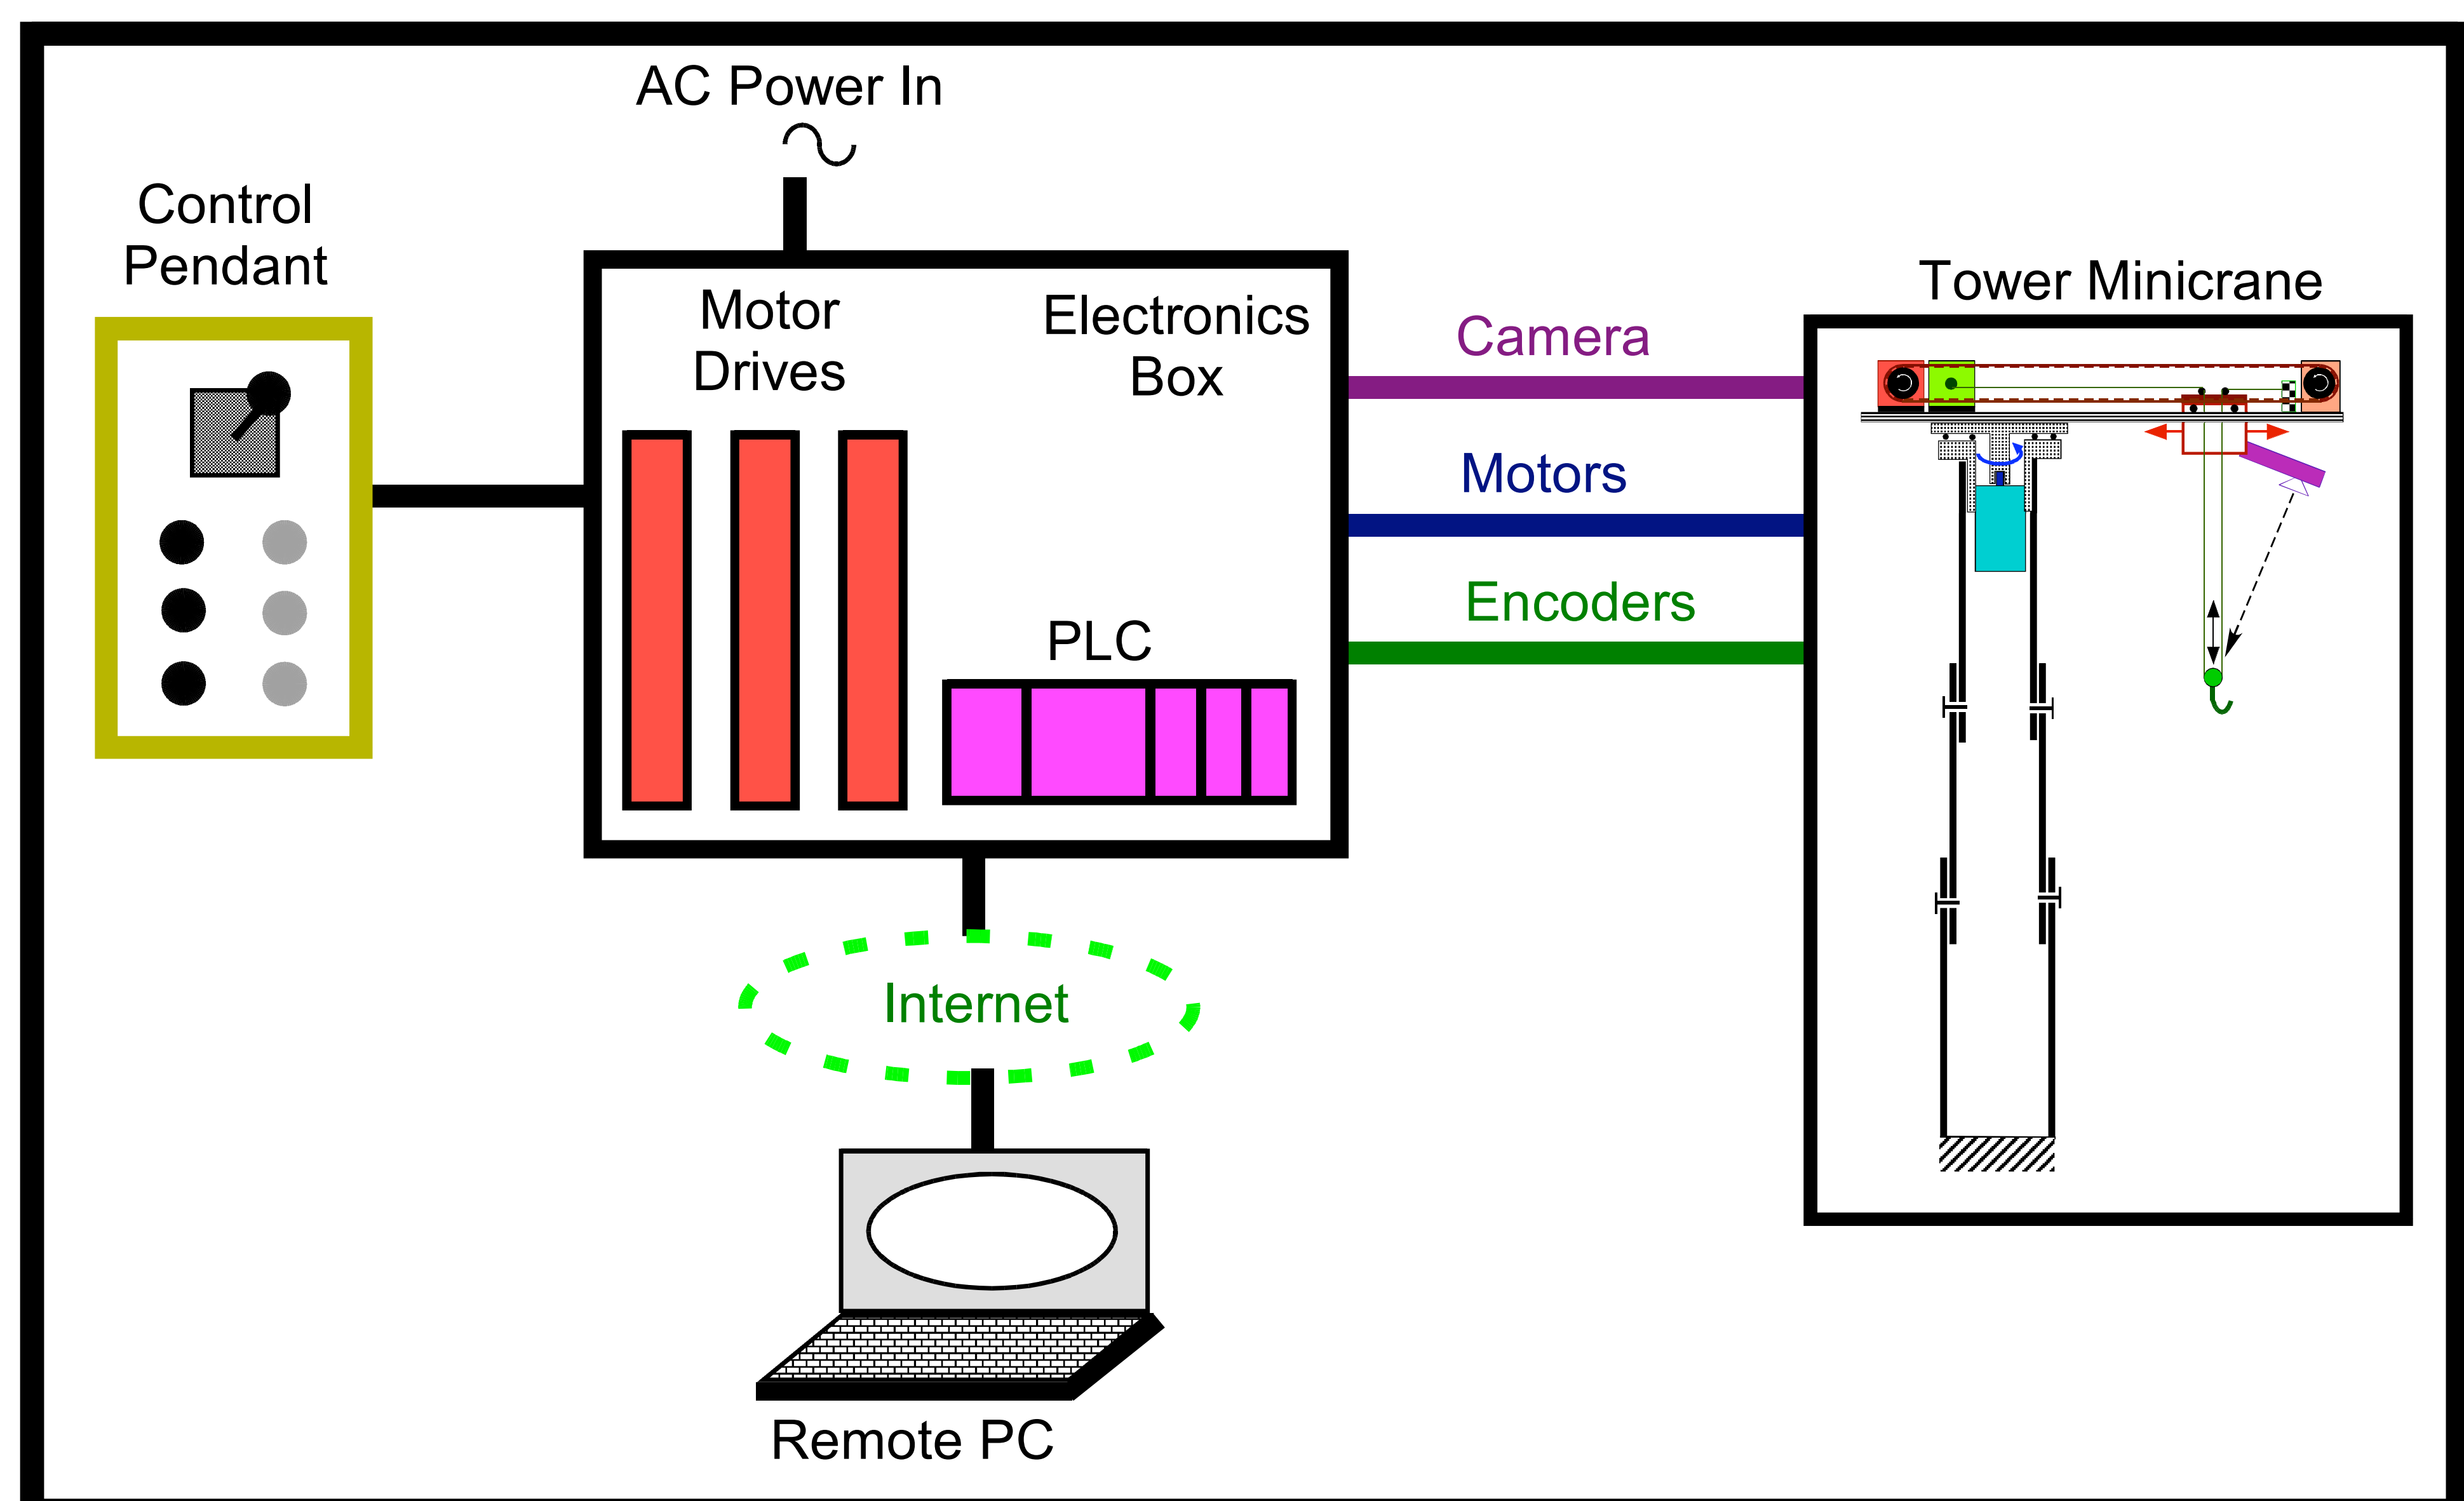 AC Power In
Control
Pendant
Motor
Drives
Electronics
Box
PLC
Camera
Motors
Encoders
Tower Minicrane
Internet
Remote PC